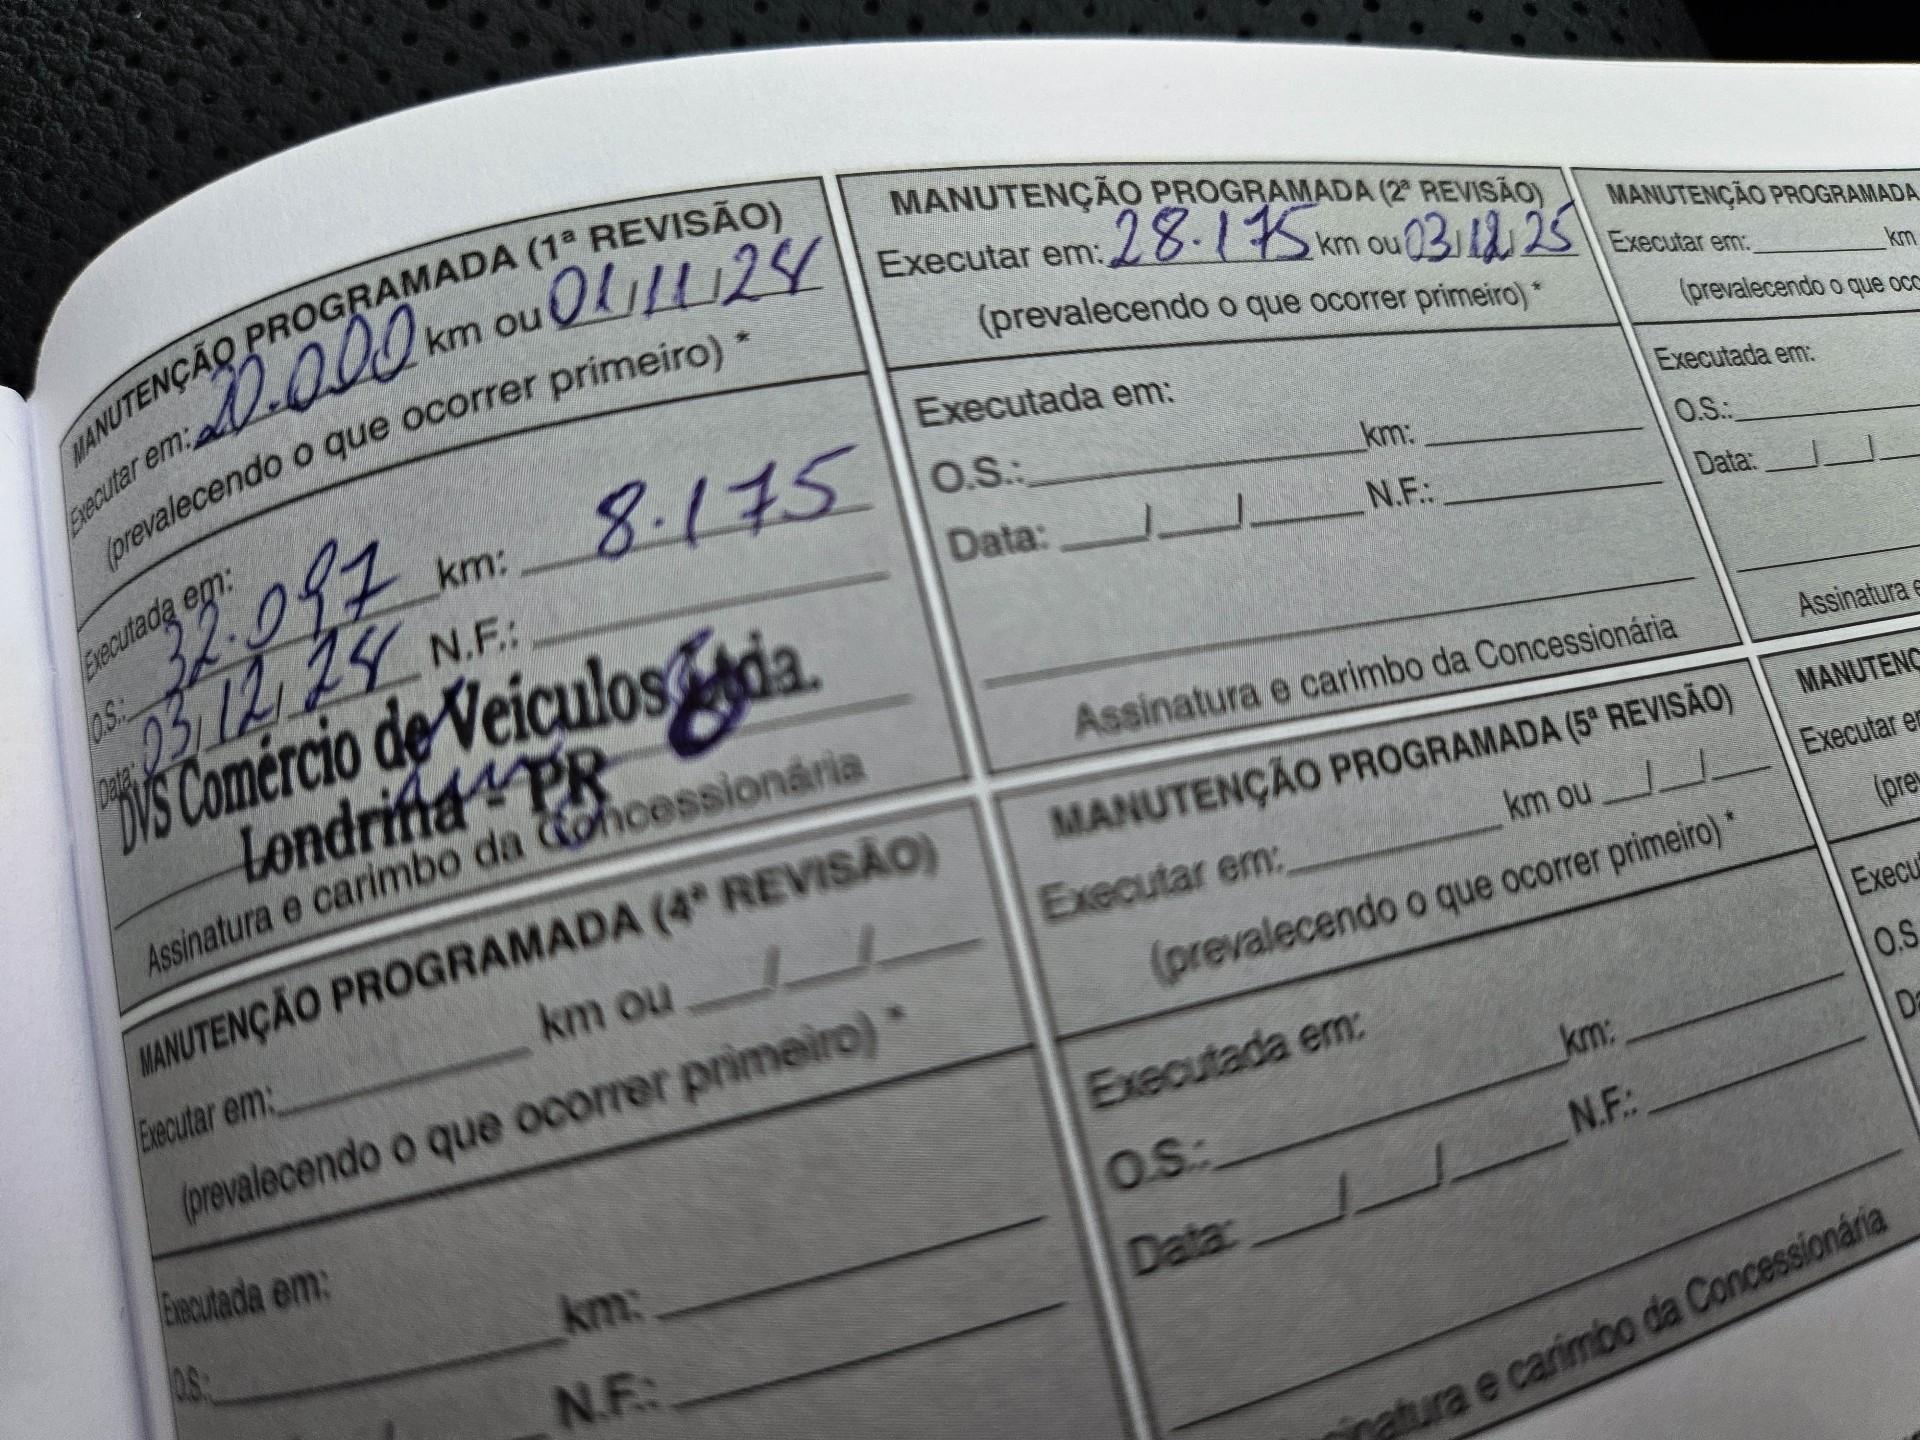 MANUTENÇÃO PROGRAMADA (1ª REVISÃO)
Executar em: 20.000 km ou 01/11/24
(prevalecendo o que ocorrer primeiro) *
Executada em:
O.S.: 32.097 km: 8.175
Data: 03/12/24 N.F.:
DVS Comércio de Veiculos Ltda.
Londrina - PR
Assinatura e carimbo da Concessionária
MANUTENÇÃO PROGRAMADA (2ª REVISÃO)
Executar em: 28.175 km ou 03/12/25
(prevalecendo o que ocorrer primeiro) *
Executada em:
O.S.: km:
Data: / / N.F.:
Assinatura e carimbo da Concessionária
MANUTENÇÃO PROGRAMADA
Executar em: km
(prevalecendo o que
Executada em:
O.S.:
Data: / /
Assinatura e
MANUTENÇÃO PROGRAMADA (4ª REVISÃO)
Executar em: km ou / /
(prevalecendo o que ocorrer primeiro) *
Executada em:
O.S.: km:
N.F.:
MANUTENÇÃO PROGRAMADA (5ª REVISÃO)
Executar em: km ou / /
(prevalecendo o que ocorrer primeiro) *
Executada em:
O.S.: km:
Data: / / N.F.:
e carimbo da Concessionária
Executar
O.S.